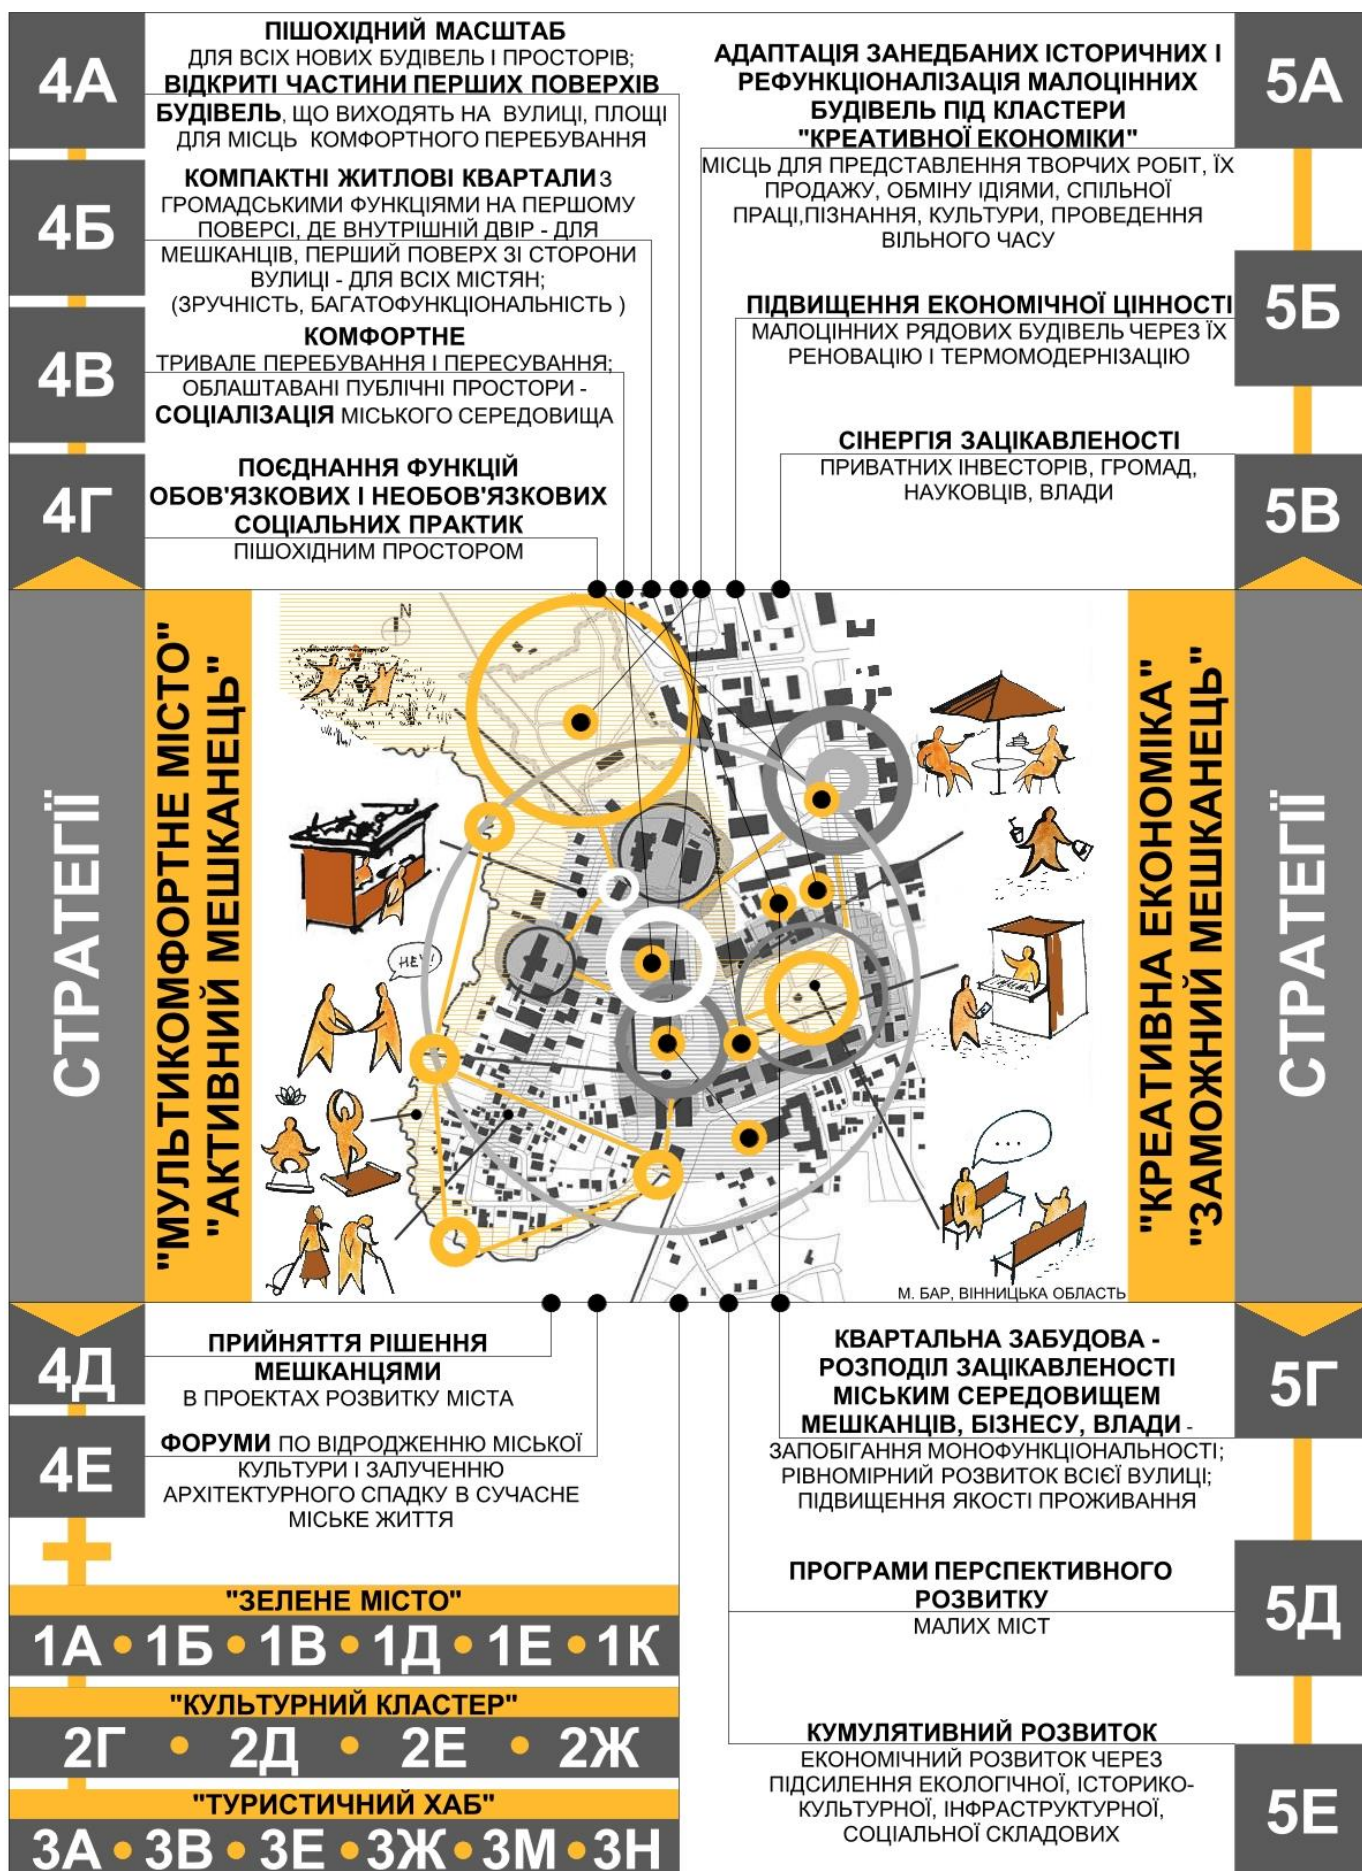 4А
ПІШОХІДНИЙ МАСШТАБ
ДЛЯ ВСІХ НОВИХ БУДІВЕЛЬ І ПРОСТОРІВ;
ВІДКРИТІ ЧАСТИНИ ПЕРШИХ ПОВЕРХІВ
БУДІВЕЛЬ, ЩО ВИХОДЯТЬ НА ВУЛИЦІ, ПЛОЩІ
ДЛЯ МІСЦЬ КОМФОРТНОГО ПЕРЕБУВАННЯ
4Б
КОМПАКТНІ ЖИТЛОВІ КВАРТАЛИ З
ГРОМАДСЬКИМИ ФУНКЦІЯМИ НА ПЕРШОМУ
ПОВЕРСІ, ДЕ ВНУТРІШНІЙ ДВІР - ДЛЯ
МЕШКАНЦІВ, ПЕРШИЙ ПОВЕРХ ЗІ СТОРОНИ
ВУЛИЦІ - ДЛЯ ВСІХ МІСТЯН;
(ЗРУЧНІСТЬ, БАГАТОФУНКЦІОНАЛЬНІСТЬ )
4В
КОМФОРТНЕ
ТРИВАЛЕ ПЕРЕБУВАННЯ І ПЕРЕСУВАННЯ;
ОБЛАШТАВАНІ ПУБЛІЧНІ ПРОСТОРИ -
СОЦІАЛІЗАЦІЯ МІСЬКОГО СЕРЕДОВИЩА
4Г
ПОЄДНАННЯ ФУНКЦІЙ
ОБОВ'ЯЗКОВИХ І НЕОБОВ'ЯЗКОВИХ
СОЦІАЛЬНИХ ПРАКТИК
ПІШОХІДНИМ ПРОСТОРОМ
5А
АДАПТАЦІЯ ЗАНЕДБАНИХ ІСТОРИЧНИХ І
РЕФУНКЦІОНАЛІЗАЦІЯ МАЛОЦІННИХ
БУДІВЕЛЬ ПІД КЛАСТЕРИ
"КРЕАТИВНОЇ ЕКОНОМІКИ"
МІСЦЬ ДЛЯ ПРЕДСТАВЛЕННЯ ТВОРЧИХ РОБІТ, ЇХ
ПРОДАЖУ, ОБМІНУ ІДІЯМИ, СПІЛЬНОЇ
ПРАЦІ,ПІЗНАННЯ, КУЛЬТУРИ, ПРОВЕДЕННЯ
ВІЛЬНОГО ЧАСУ
5Б
ПІДВИЩЕННЯ ЕКОНОМІЧНОЇ ЦІННОСТІ
МАЛОЦІННИХ РЯДОВИХ БУДІВЕЛЬ ЧЕРЕЗ ЇХ
РЕНОВАЦІЮ І ТЕРМОМОДЕРНІЗАЦІЮ
5В
СІНЕРГІЯ ЗАЦІКАВЛЕНОСТІ
ПРИВАТНИХ ІНВЕСТОРІВ, ГРОМАД,
НАУКОВЦІВ, ВЛАДИ
СТРАТЕГІЇ
"МУЛЬТИКОМФОРТНЕ МІСТО"
"АКТИВНИЙ МЕШКАНЕЦЬ"
N
HEY!
...
М. БАР, ВІННИЦЬКА ОБЛАСТЬ
"КРЕАТИВНА ЕКОНОМІКА"
"ЗАМОЖНИЙ МЕШКАНЕЦЬ"
СТРАТЕГІЇ
4Д
ПРИЙНЯТТЯ РІШЕННЯ
МЕШКАНЦЯМИ
В ПРОЕКТАХ РОЗВИТКУ МІСТА
4Е
ФОРУМИ ПО ВІДРОДЖЕННЮ МІСЬКОЇ
КУЛЬТУРИ І ЗАЛУЧЕННЮ
АРХІТЕКТУРНОГО СПАДКУ В СУЧАСНЕ
МІСЬКЕ ЖИТТЯ
"ЗЕЛЕНЕ МІСТО"
1А • 1Б • 1В • 1Д • 1Е • 1К
"КУЛЬТУРНИЙ КЛАСТЕР"
2Г • 2Д • 2Е • 2Ж
"ТУРИСТИЧНИЙ ХАБ"
3А • 3В • 3Е • 3Ж • 3М • 3Н
5Г
КВАРТАЛЬНА ЗАБУДОВА -
РОЗПОДІЛ ЗАЦІКАВЛЕНОСТІ
МІСЬКИМ СЕРЕДОВИЩЕМ
МЕШКАНЦІВ, БІЗНЕСУ, ВЛАДИ -
ЗАПОБІГАННЯ МОНОФУНКЦІОНАЛЬНОСТІ;
РІВНОМІРНИЙ РОЗВИТОК ВСІЄЇ ВУЛИЦІ;
ПІДВИЩЕННЯ ЯКОСТІ ПРОЖИВАННЯ
5Д
ПРОГРАМИ ПЕРСПЕКТИВНОГО
РОЗВИТКУ
МАЛИХ МІСТ
5Е
КУМУЛЯТИВНИЙ РОЗВИТОК
ЕКОНОМІЧНИЙ РОЗВИТОК ЧЕРЕЗ
ПІДСИЛЕННЯ ЕКОЛОГІЧНОЇ, ІСТОРИКО-
КУЛЬТУРНОЇ, ІНФРАСТРУКТУРНОЇ,
СОЦІАЛЬНОЇ СКЛАДОВИХ